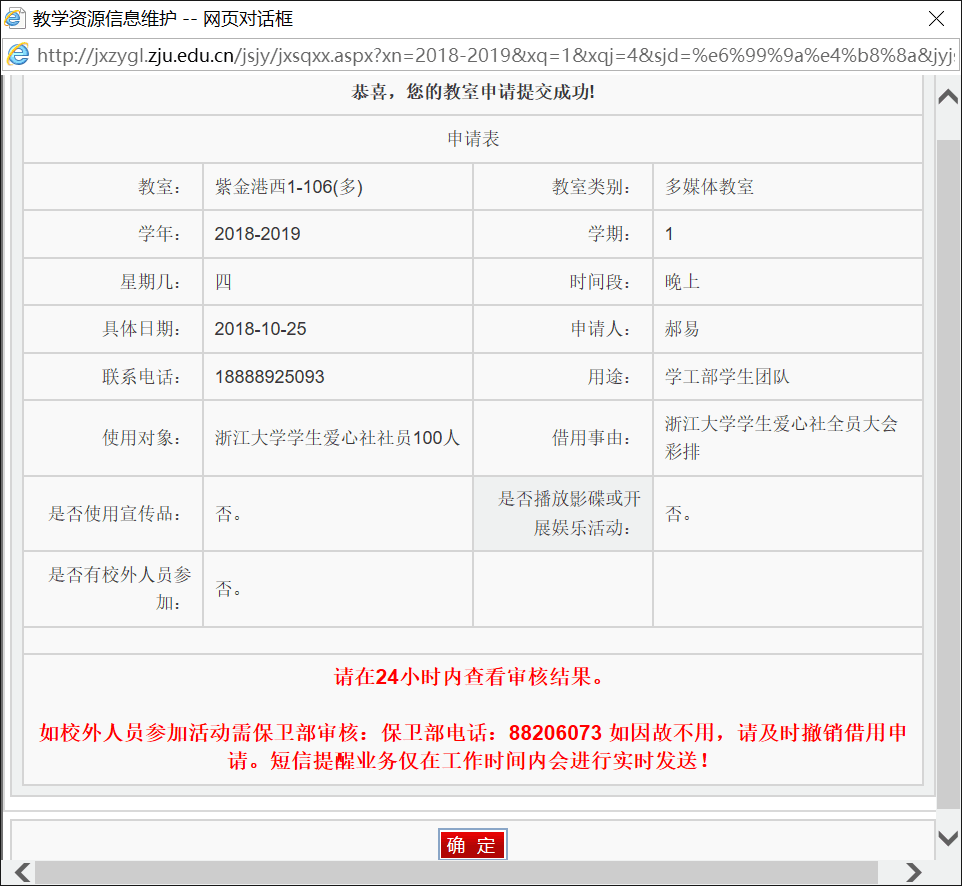 教学资源信息维护 -- 网页对话框
http://jxzygl.zju.edu.cn/jsjy/jxsqxx.aspx?xn=2018-2019&xq=1&xqj=4&sjd=%e6%99%9a%e4%b8%8a&jyj
恭喜，您的教室申请提交成功!
申请表
教室： 紫金港西1-106(多) 教室类别： 多媒体教室
学年： 2018-2019 学期： 1
星期几： 四 时间段： 晚上
具体日期： 2018-10-25 申请人： 郝易
联系电话： 18888925093 用途： 学工部学生团队
使用对象： 浙江大学学生爱心社社员100人 借用事由： 浙江大学学生爱心社全员大会
彩排
是否使用宣传品： 否。 是否播放影碟或开
展娱乐活动： 否。
是否有校外人员参
加： 否。
请在24小时内查看审核结果。
如校外人员参加活动需保卫部审核：保卫部电话：88206073 如因故不用，请及时撤销借用申
请。短信提醒业务仅在工作时间内会进行实时发送！
确 定